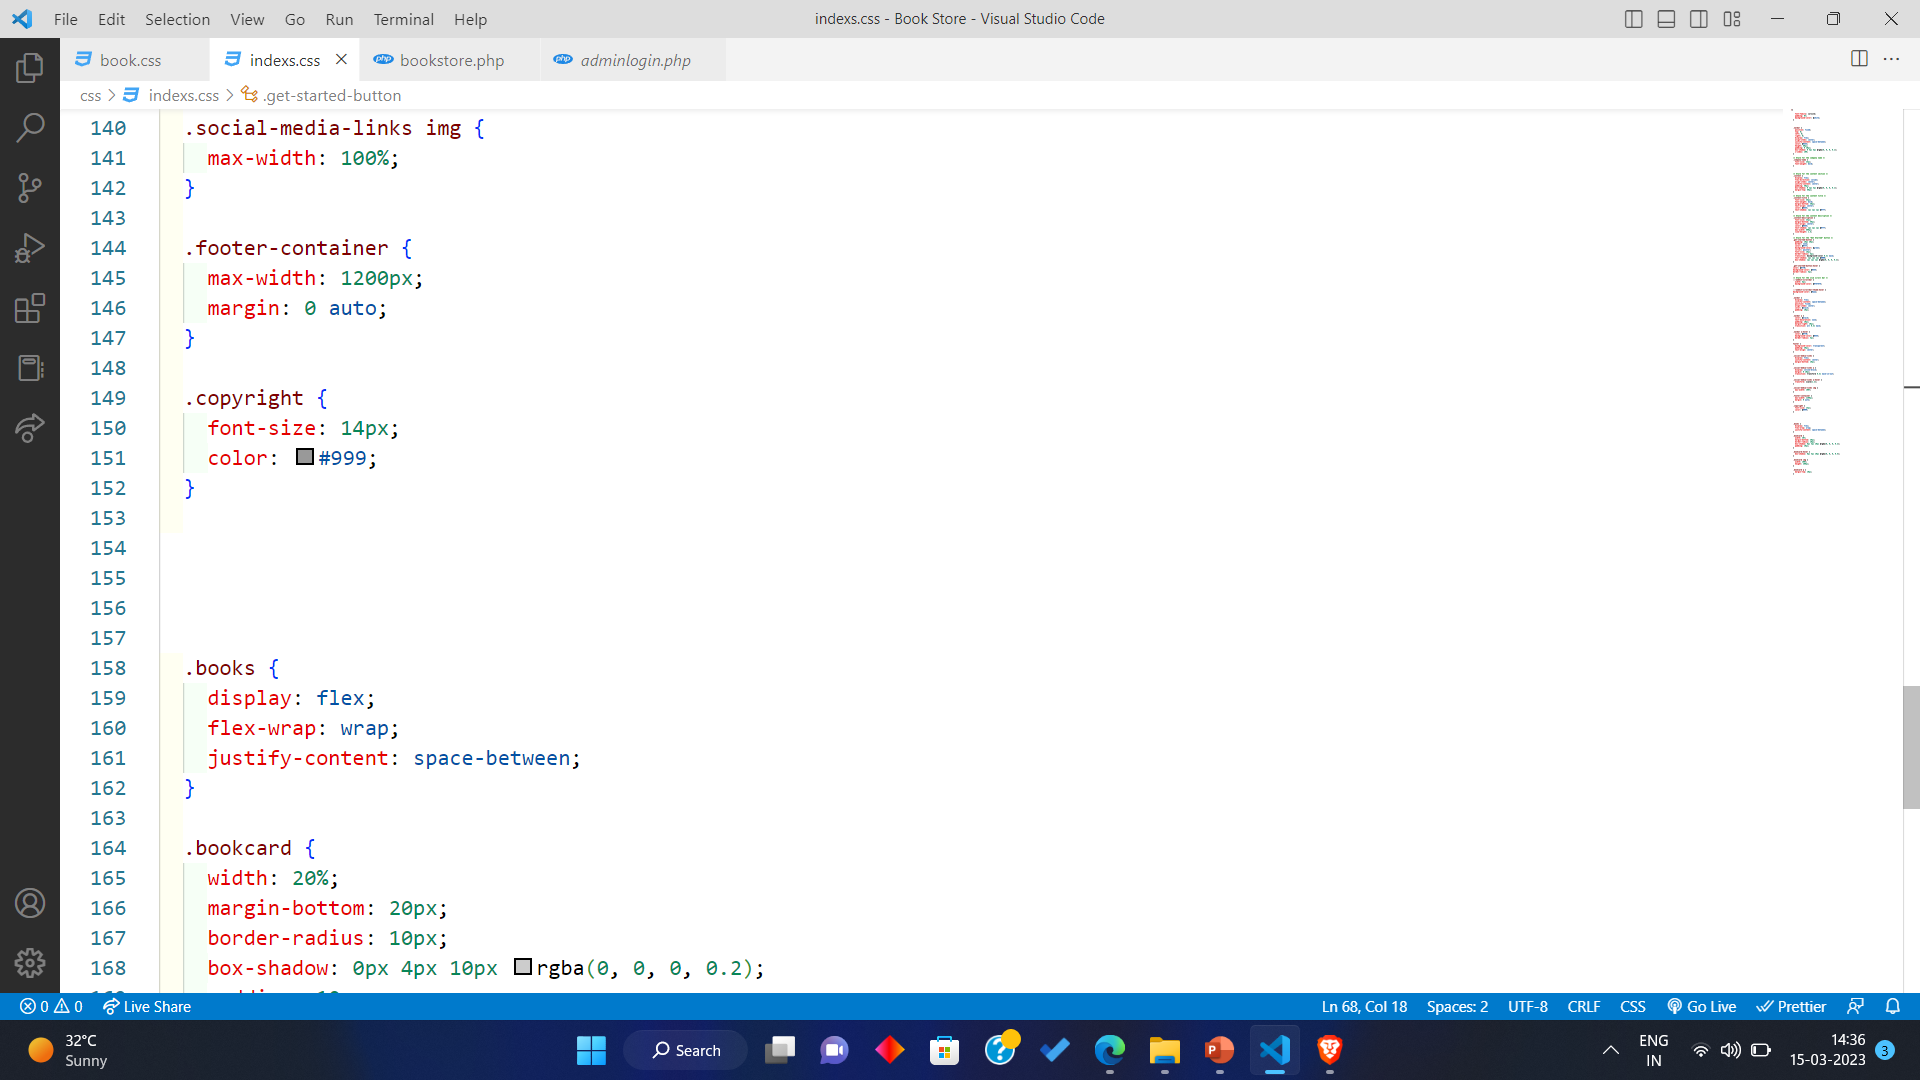 File Edit Selection View Go Run Terminal Help
indexs.css - Book Store - Visual Studio Code
book.css
indexs.css
bookstore.php
adminlogin.php
css > indexs.css > .get-started-button
140 .social-media-links img {
141 max-width: 100%;
142 }
143
144 .footer-container {
145 max-width: 1200px;
146 margin: 0 auto;
147 }
148
149 .copyright {
150 font-size: 14px;
151 color: #999;
152 }
153
154
155
156
157
158 .books {
159 display: flex;
160 flex-wrap: wrap;
161 justify-content: space-between;
162 }
163
164 .bookcard {
165 width: 20%;
166 margin-bottom: 20px;
167 border-radius: 10px;
168 box-shadow: 0px 4px 10px rgba(0, 0, 0, 0.2);
0 0 Live Share
Ln 68, Col 18 Spaces: 2 UTF-8 CRLF CSS Go Live Prettier
32°C
Sunny
Search
ENG
IN
14:36
15-03-2023
3